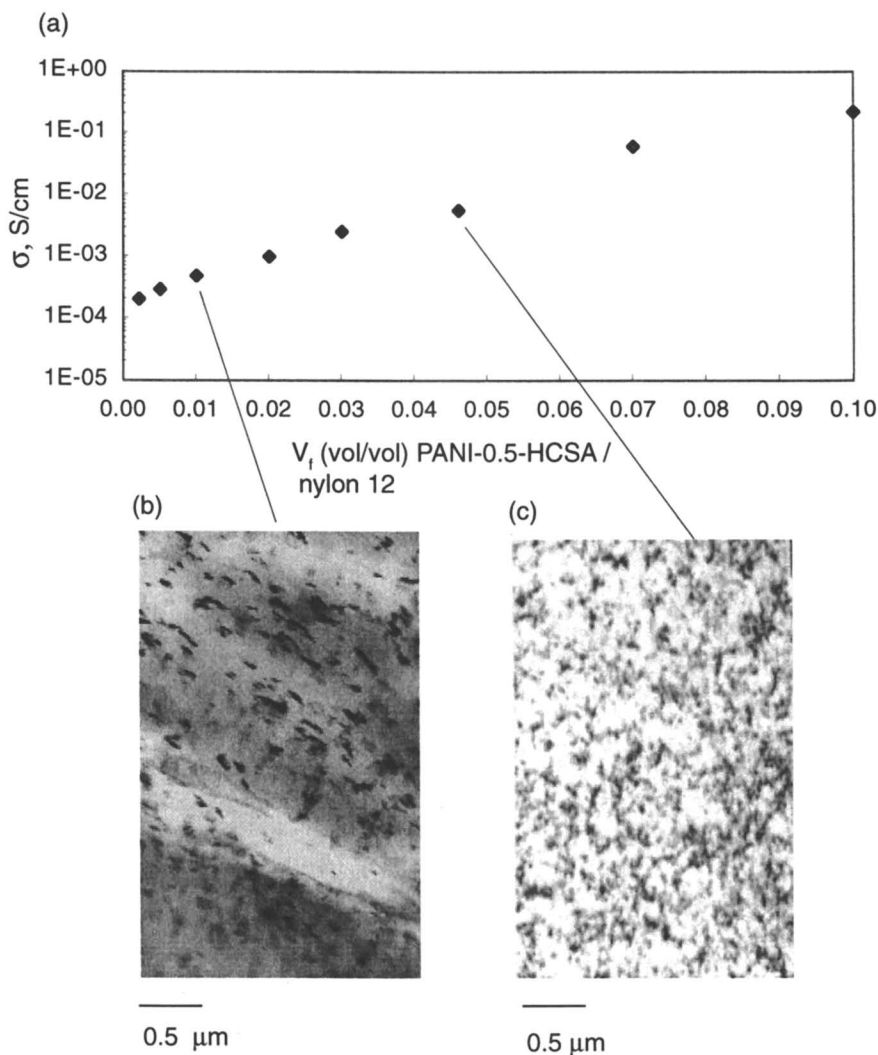 (a)
1E+00
1E-01
1E-02
1E-03
1E-04
1E-05
σ, S/cm
0.00 0.01 0.02 0.03 0.04 0.05 0.06 0.07 0.08 0.09 0.10
V_f (vol/vol) PANI-0.5-HCSA /
nylon 12
(b)
(c)
0.5 μm
0.5 μm